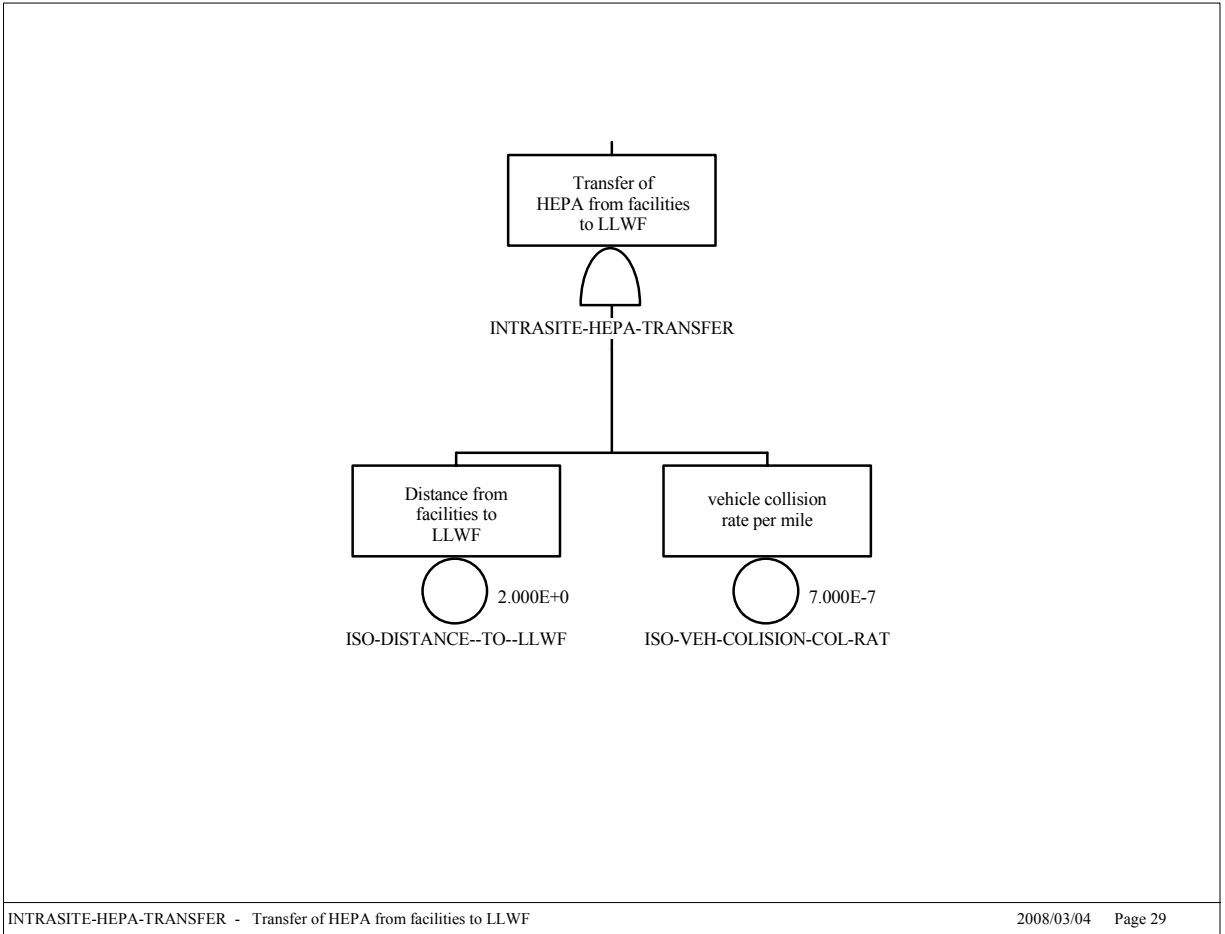 Transfer of
HEPA from facilities
to LLWF
INTRASITE-HEPA-TRANSFER
Distance from
facilities to
LLWF
2.000E+0
ISO-DISTANCE--TO--LLWF
vehicle collision
rate per mile
7.000E-7
ISO-VEH-COLISION-COL-RAT
INTRASITE-HEPA-TRANSFER - Transfer of HEPA from facilities to LLWF 2008/03/04 Page 29